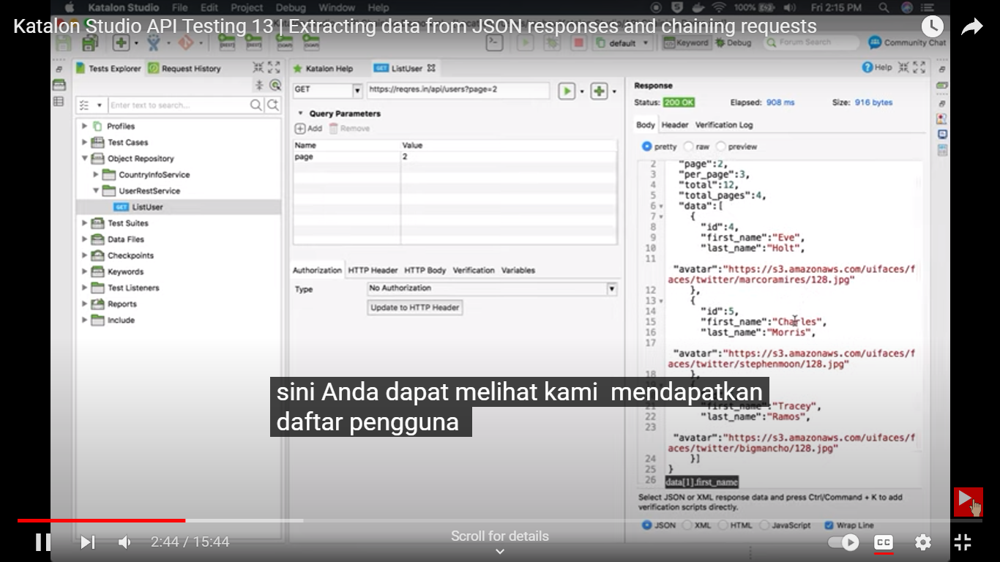 Katalon Studio File Edit Project Debug Window Help 100% Fri 2:15 PM
Katalon Studio API Testing 13 | Extracting data from JSON responses and chaining requests
default Keyword Debug Forum Search Community Chat
Tests Explorer Request History
Enter text to search...
Profiles
Test Cases
Object Repository
CountryInfoService
UserRestService
GET ListUser
Test Suites
Data Files
Checkpoints
Keywords
Test Listeners
Reports
Include
Katalon Help GET ListUser
GET https://reqres.in/api/users?page=2
Query Parameters
Add Remove
Name Value
page 2
Authorization HTTP Header HTTP Body Verification Variables
Type No Authorization
Update to HTTP Header
Help
Response
Status: 200 OK Elapsed: 908 ms Size: 916 bytes
Body Header Verification Log
pretty raw preview
2 "page":2,
3 "per_page":3,
4 "total":12,
5 "total_pages":4,
6 "data":[
7 {
8 "id":4,
9 "first_name":"Eve",
10 "last_name":"Holt",
11
"avatar":"https://s3.amazonaws.com/uifaces/f
aces/twitter/marcoramires/128.jpg"
12 },
13 {
14 "id":5,
15 "first_name":"Charles",
16 "last_name":"Morris",
17
"avatar":"https://s3.amazonaws.com/uifaces/f
aces/twitter/stephenmoon/128.jpg"
18 },
19 {
21 "first_name":"Tracey",
22 "last_name":"Ramos",
23
"avatar":"https://s3.amazonaws.com/uifaces/f
aces/twitter/bigmancho/128.jpg"
24 }]
25 }
26
data[1].first_name
Select JSON or XML response data and press Ctrl/Command + K to add
verification scripts directly.
JSON XML HTML JavaScript Wrap Line
sini Anda dapat melihat kami mendapatkan
daftar pengguna
2:44 / 15:44
Scroll for details
CC